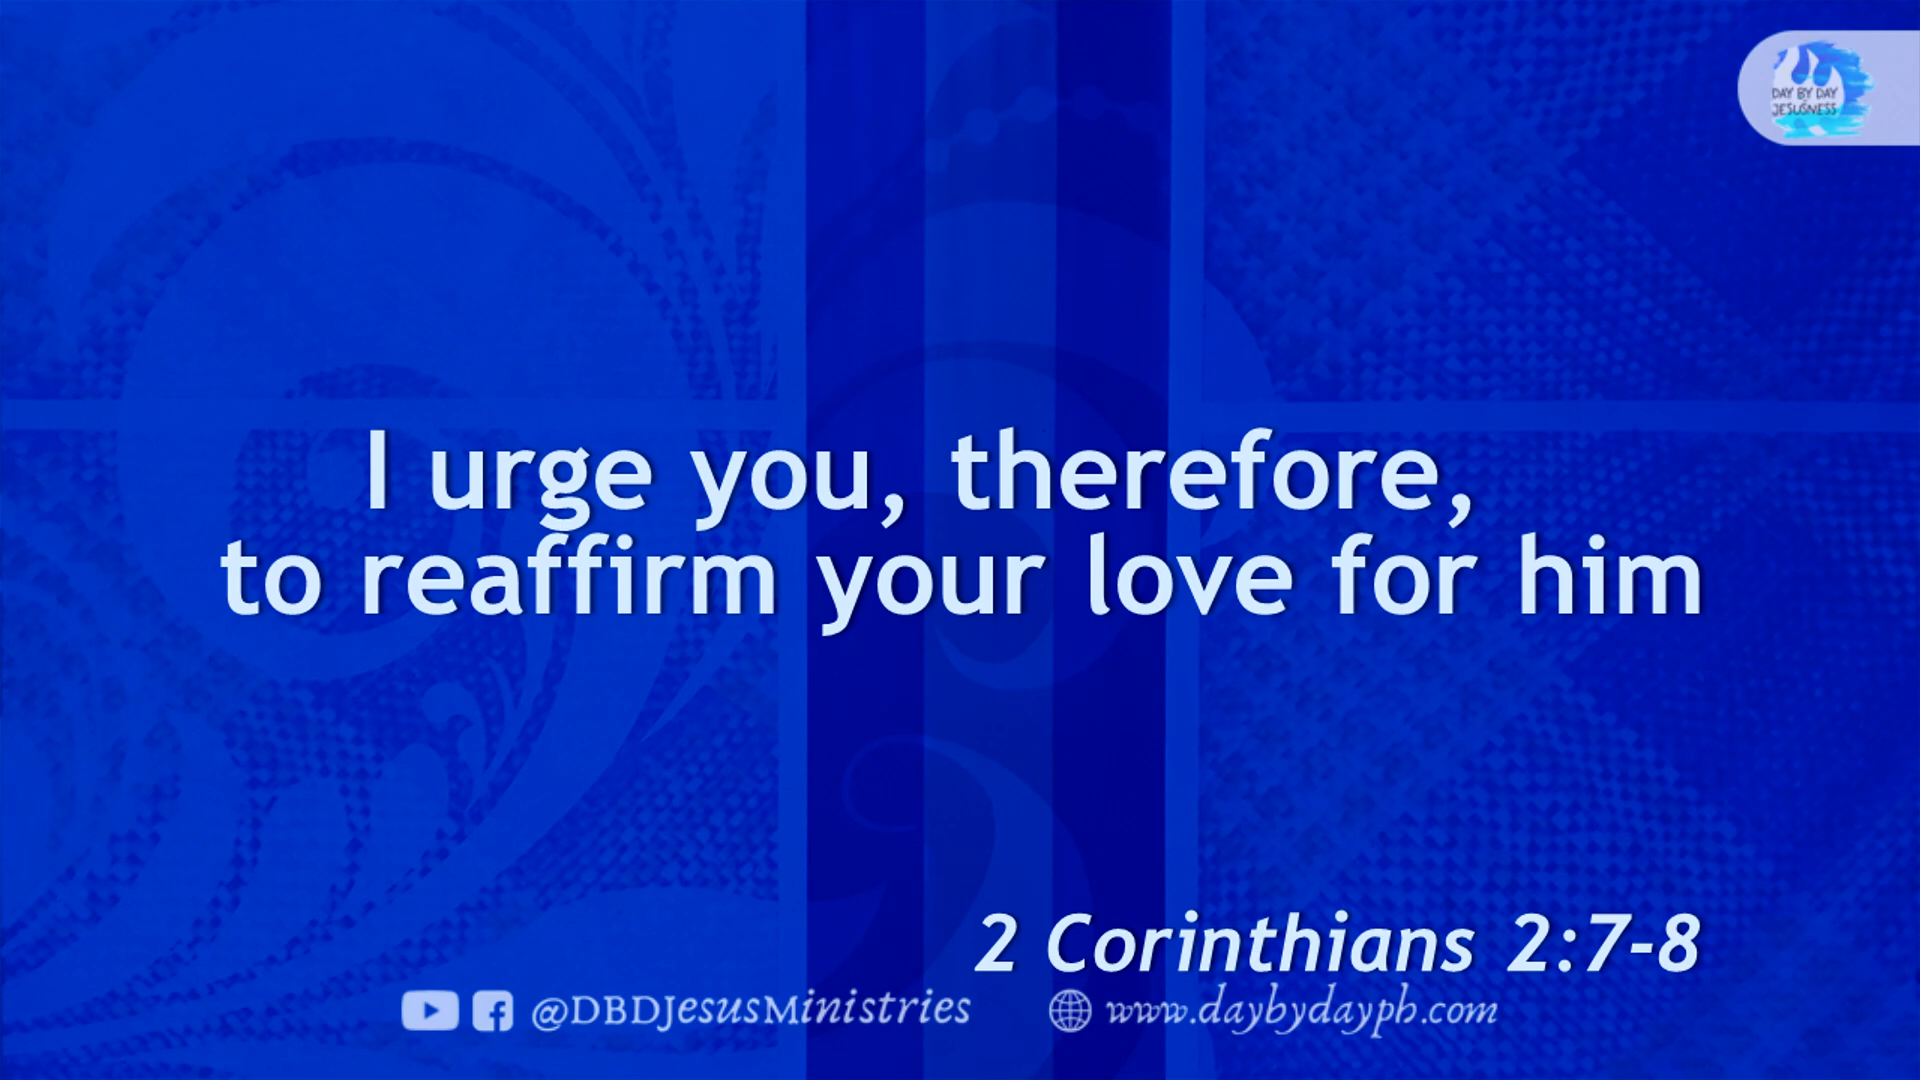 DAY BY DAY
JESUSNESS
I urge you, therefore,
to reaffirm your love for him
2 Corinthians 2:7-8
@DBDJesusMinistries www.daybydayph.com